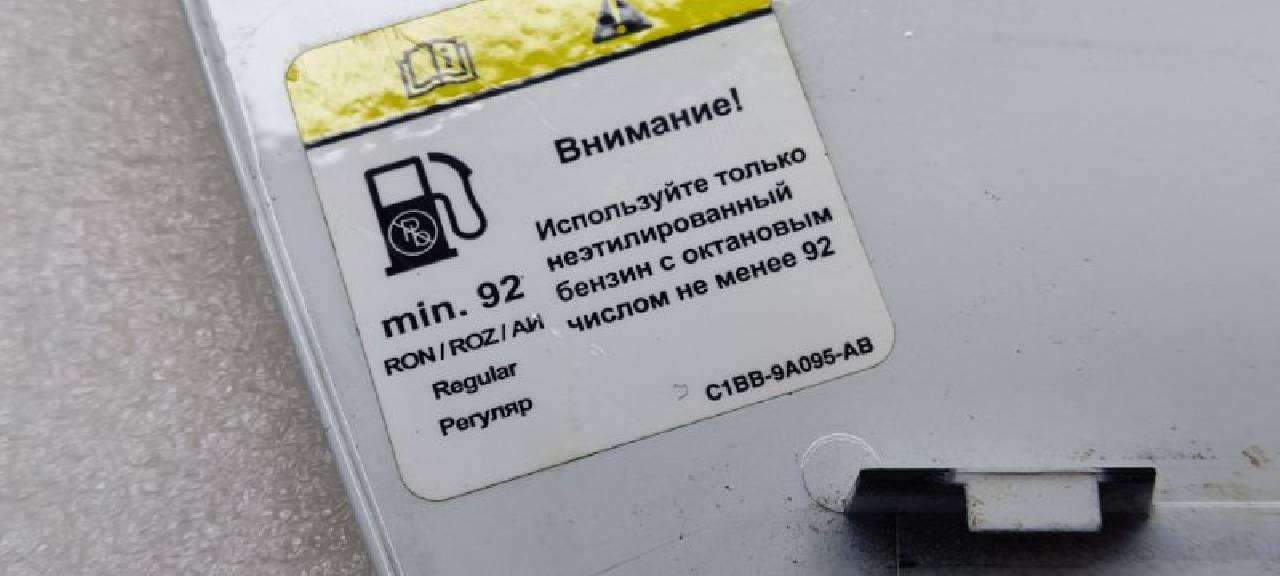 Внимание!
Используйте только
неэтилированный
бензин с октановым
числом не менее 92
Pb
min. 92
RON / ROZ / АИ
Regular
Регуляр
C1BB-9A095-AB